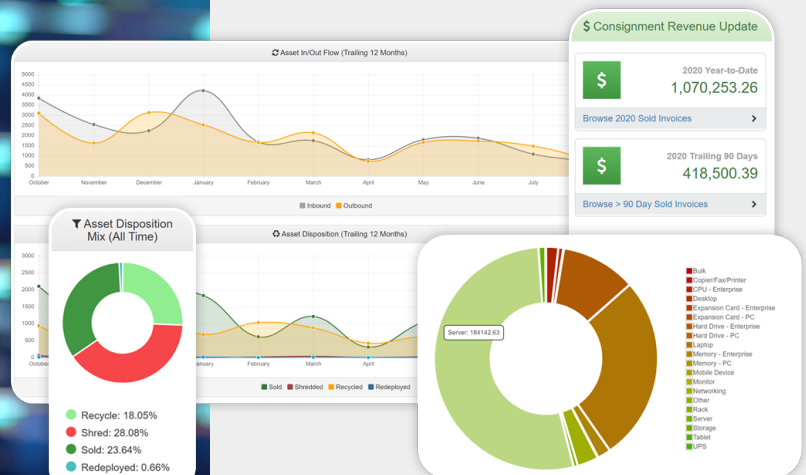 Asset In/Out Flow (Trailing 12 Months)
5000
4500
4000
3500
3000
2500
2000
1500
1000
500
0
October November December January February March April May June July
Inbound Outbound
$ Consignment Revenue Update
$
2020 Year-to-Date
1,070,253.26
Browse 2020 Sold Invoices
$
2020 Trailing 90 Days
418,500.39
Browse > 90 Day Sold Invoices
Asset Disposition (Trailing 12 Months)
3000
2500
2000
1500
1000
500
0
January February March April
Sold Shredded Recycled Redeployed
Asset Disposition
Mix (All Time)
Recycle: 18.05%
Shred: 28.08%
Sold: 23.64%
Redeployed: 0.66%
Server: 184142.63
Bulk
Copier/Fax/Printer
CPU - Enterprise
Desktop
Expansion Card - Enterprise
Expansion Card - PC
Hard Drive - Enterprise
Hard Drive - PC
Laptop
Memory - Enterprise
Memory - PC
Mobile Device
Monitor
Networking
Other
Rack
Server
Storage
Tablet
UPS